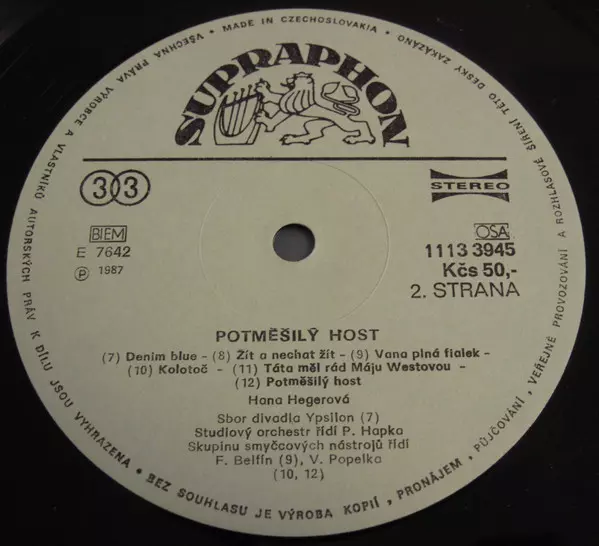 • MADE IN CZECHOSLOVAKIA • VŠECHNA PRÁVA VÝROBCE A VLASTNÍKŮ AUTORSKÝCH PRÁV K DÍLU JSOU VYHRAZENA • BEZ SOUHLASU JE VÝROBA KOPIÍ, PRONÁJEM, PŮJČOVÁNÍ, VEŘEJNÉ PROVOZOVÁNÍ A ROZHLASOVÉ ŠÍŘENÍ TÉTO DESKY ZAKÁZÁNO
SUPRAPHON
33
STEREO
BIEM
OSA
E 7642
1113 3945
Ⓟ 1987
Kčs 50,-
2. STRANA
POTMĚŠILÝ HOST
(7) Denim blue – (8) Žít a nechat žít – (9) Vana plná fialek –
(10) Kolotoč – (11) Táta měl rád Máju Westovou –
(12) Potměšilý host
Hana Hegerová
Sbor divadla Ypsilon (7)
Studiový orchestr řídí P. Hapka
Skupinu smyčcových nástrojů řídí
F. Belfín (9), V. Popelka
(10, 12)